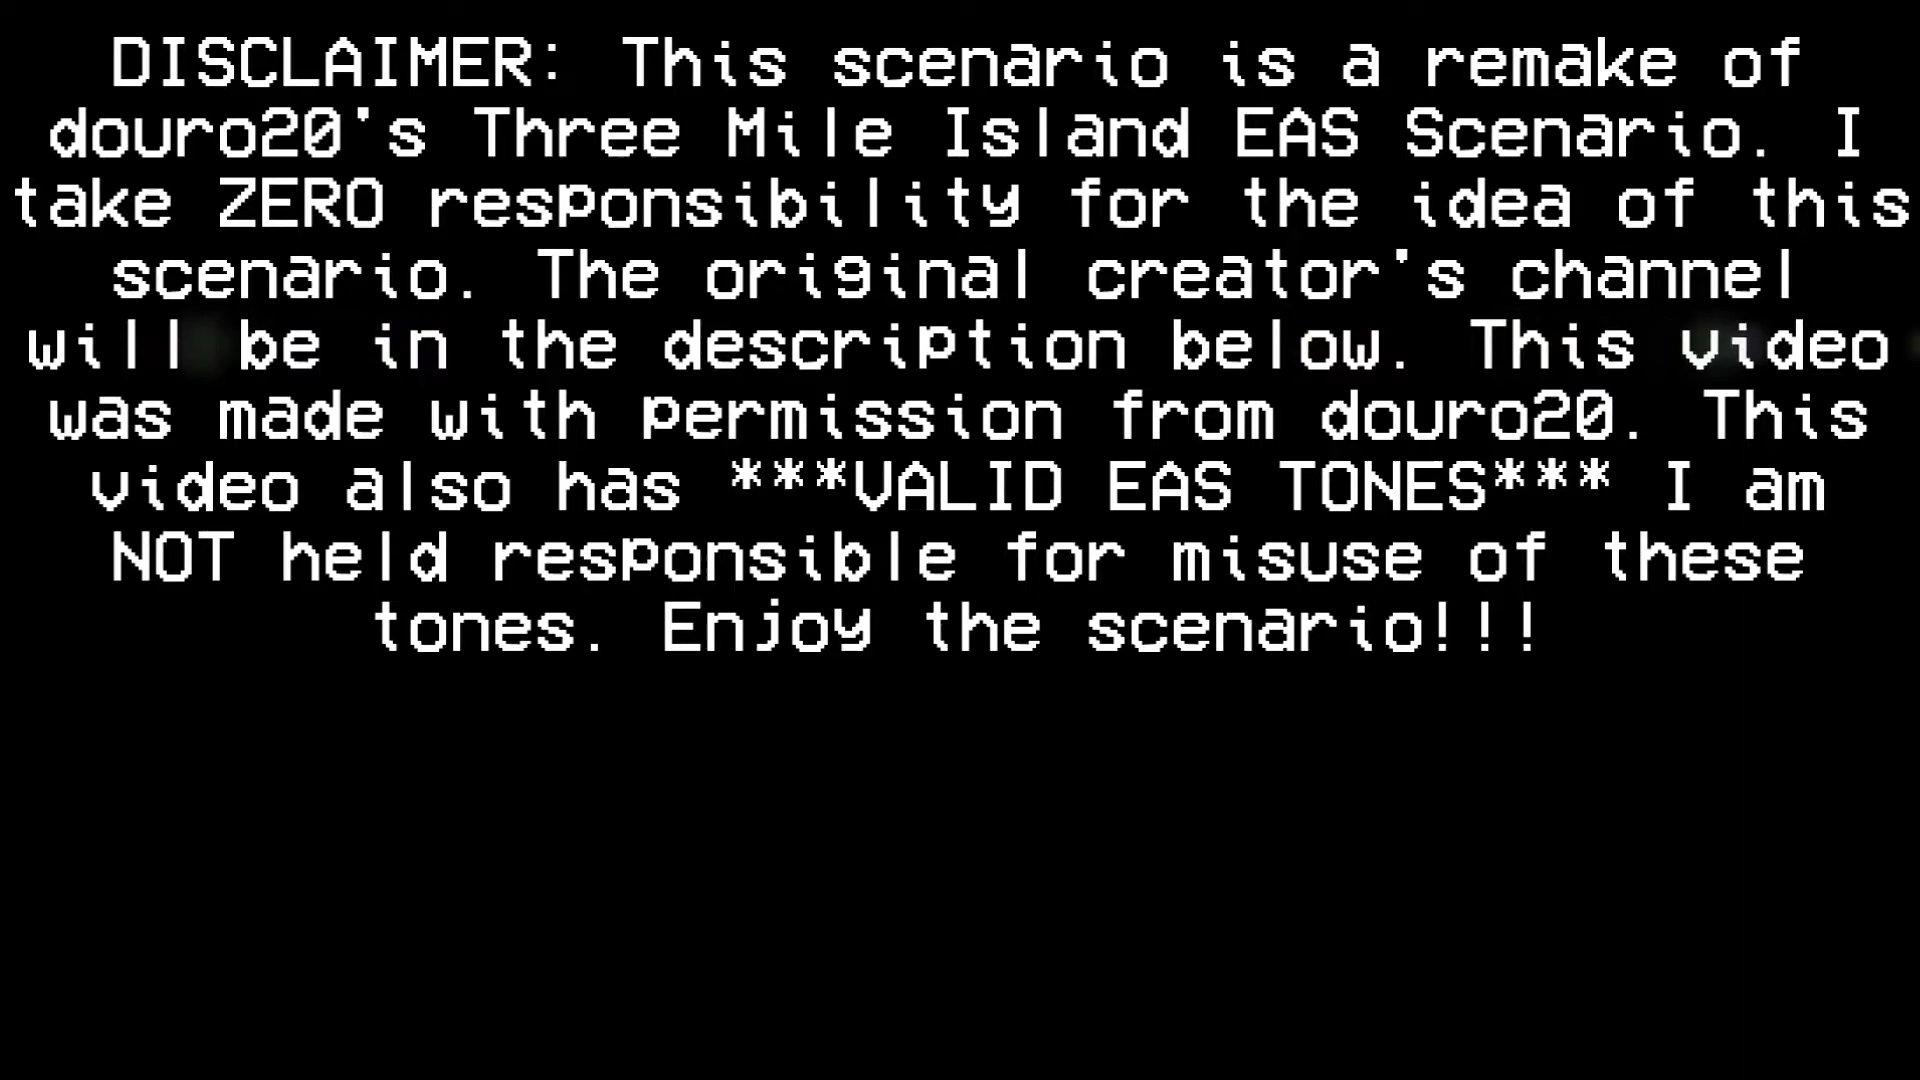 DISCLAIMER: This scenario is a remake of
douro20's Three Mile Island EAS Scenario. I
take ZERO responsibility for the idea of this
scenario. The original creator's channel
will be in the description below. This video
was made with permission from douro20. This
video also has ***VALID EAS TONES*** I am
NOT held responsible for misuse of these
tones. Enjoy the scenario!!!